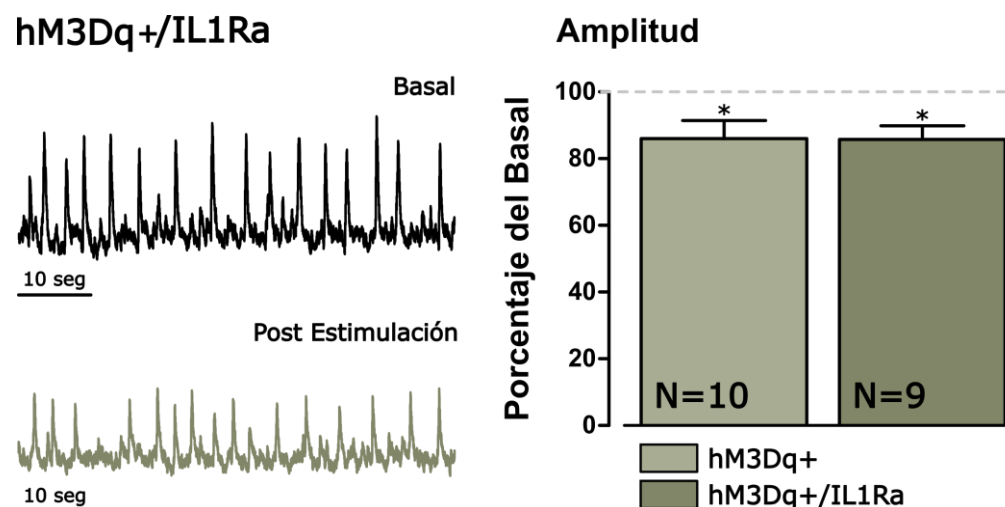 hM3Dq+/IL1Ra
Basal
10 seg
Post Estimulación
10 seg
Amplitud
Porcentaje del Basal
100
80
60
40
20
0
*
*
N=10
N=9
hM3Dq+
hM3Dq+/IL1Ra